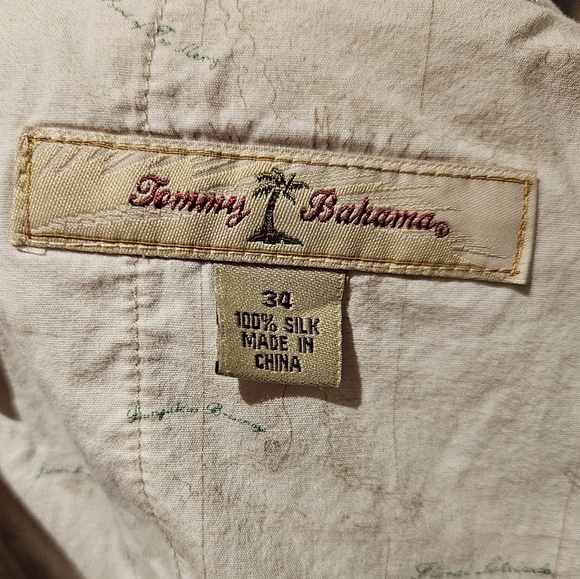 Tommy Bahama®
34
100% SILK
MADE IN
CHINA